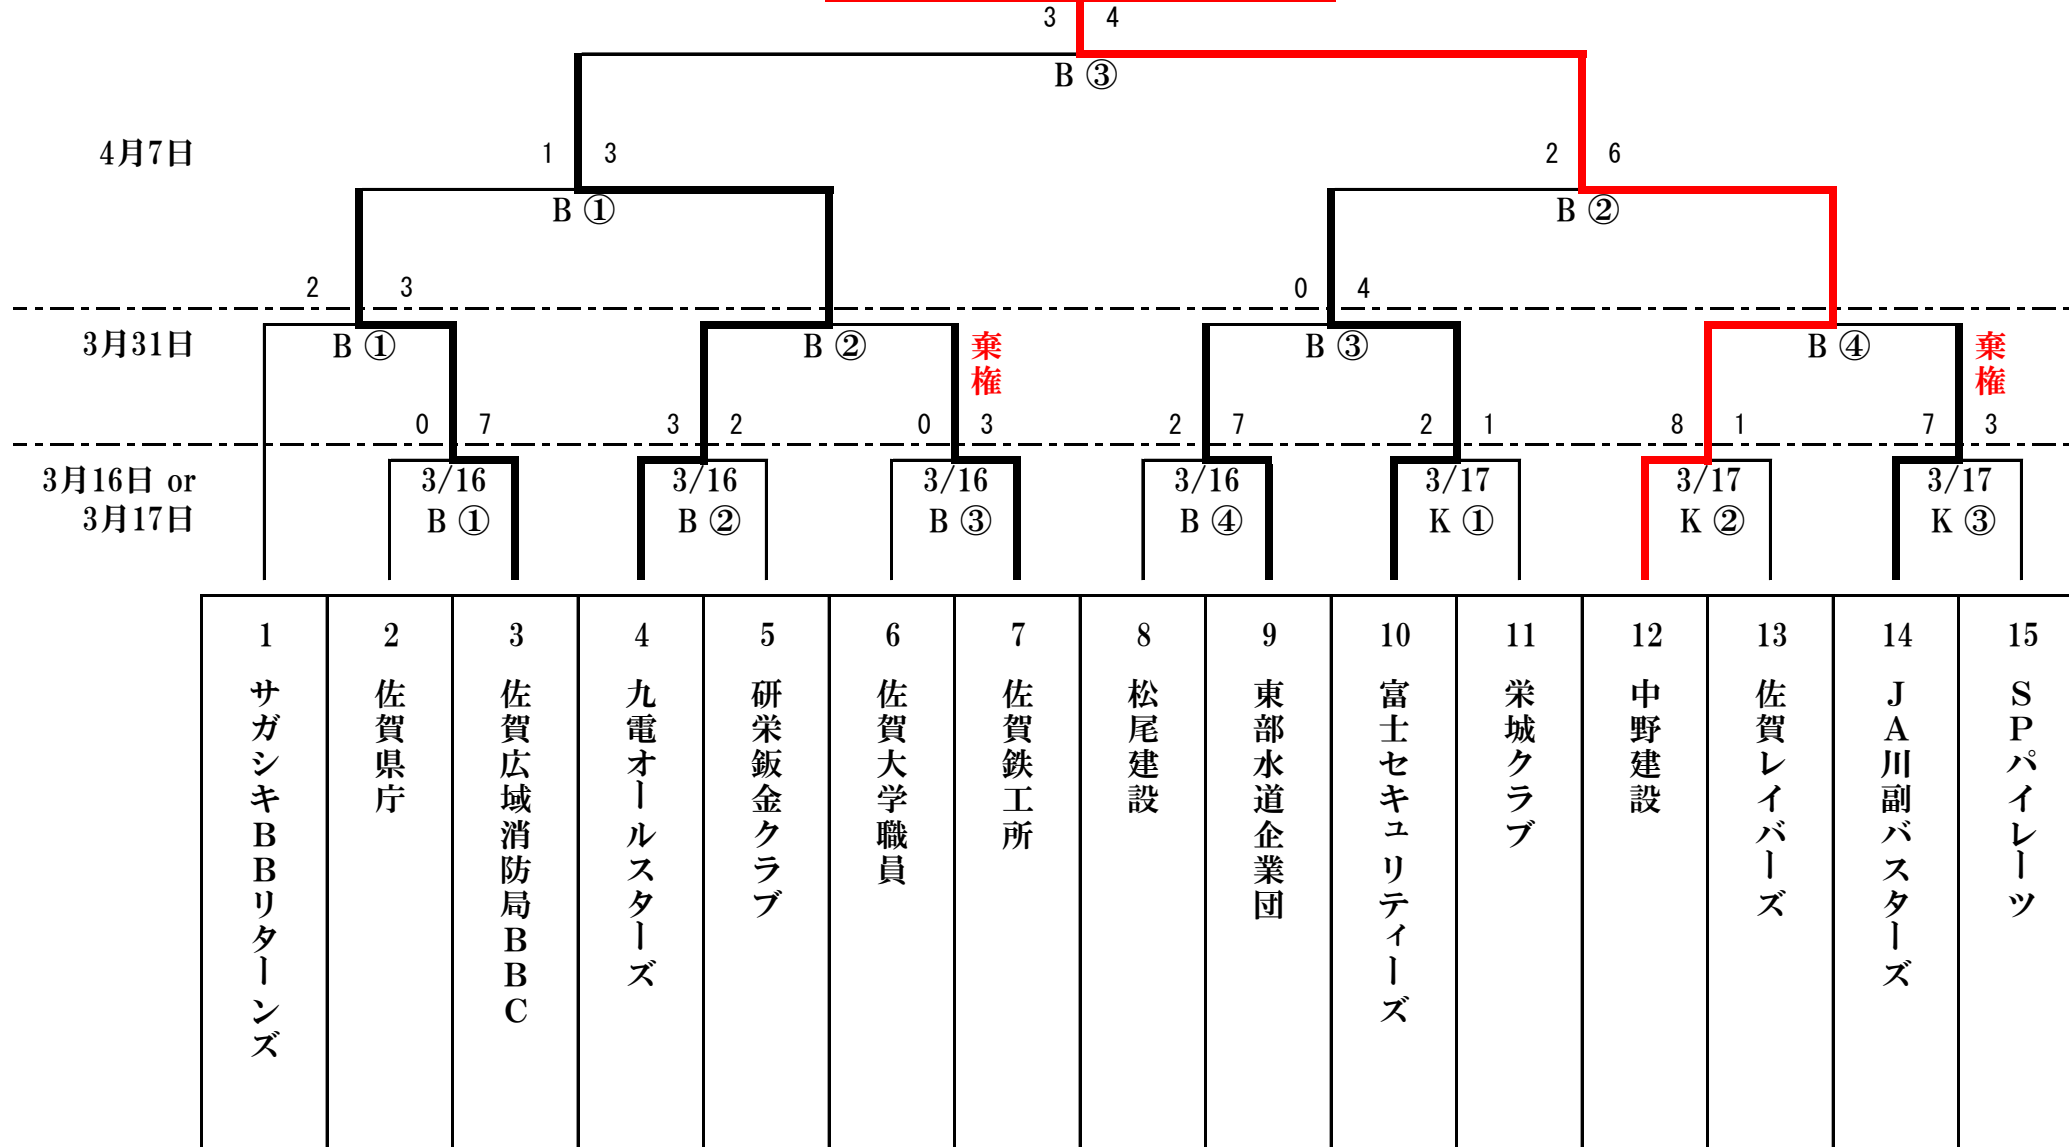 3 4
B ③
4月7日
1 3
2 6
B ①
B ②
2 3
0 4
3月31日
B ①
B ②
棄権
B ③
B ④
棄権
0 7
3 2
0 3
2 7
2 1
8 1
7 3
3月16日 or
3月17日
3/16
B ①
3/16
B ②
3/16
B ③
3/16
B ④
3/17
K ①
3/17
K ②
3/17
K ③
1
サガシキBBリターンズ
2
佐賀県庁
3
佐賀広域消防局BBC
4
九電オールスターズ
5
研栄鈑金クラブ
6
佐賀大学職員
7
佐賀鉄工所
8
松尾建設
9
東部水道企業団
10
富士セキュリティーズ
11
栄城クラブ
12
中野建設
13
佐賀レイバーズ
14
JA川副バスターズ
15
SPパイレーツ